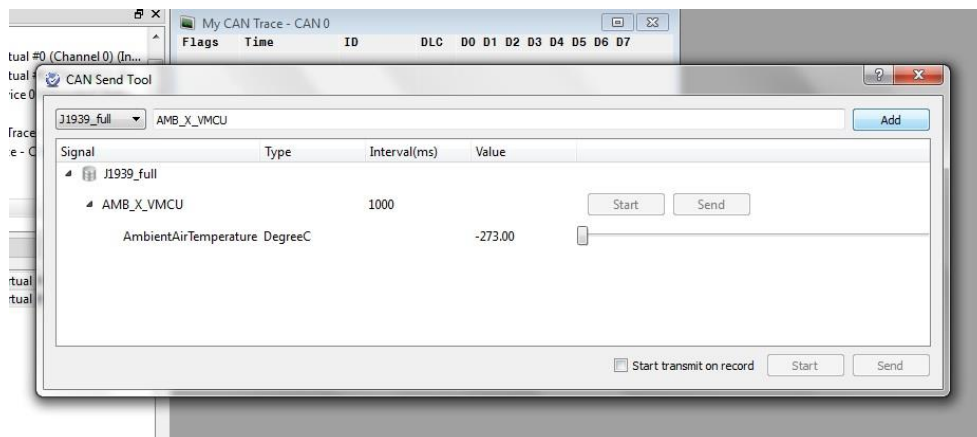 My CAN Trace - CAN 0
Flags Time ID DLC D0 D1 D2 D3 D4 D5 D6 D7
tual #0 (Channel 0) (In...
tual
rice 0
Trace
e - C
rtual
rtual
CAN Send Tool
J1939_full AMB_X_VMCU Add
Signal Type Interval(ms) Value
J1939_full
AMB_X_VMCU 1000 Start Send
AmbientAirTemperature DegreeC -273.00
Start transmit on record Start Send